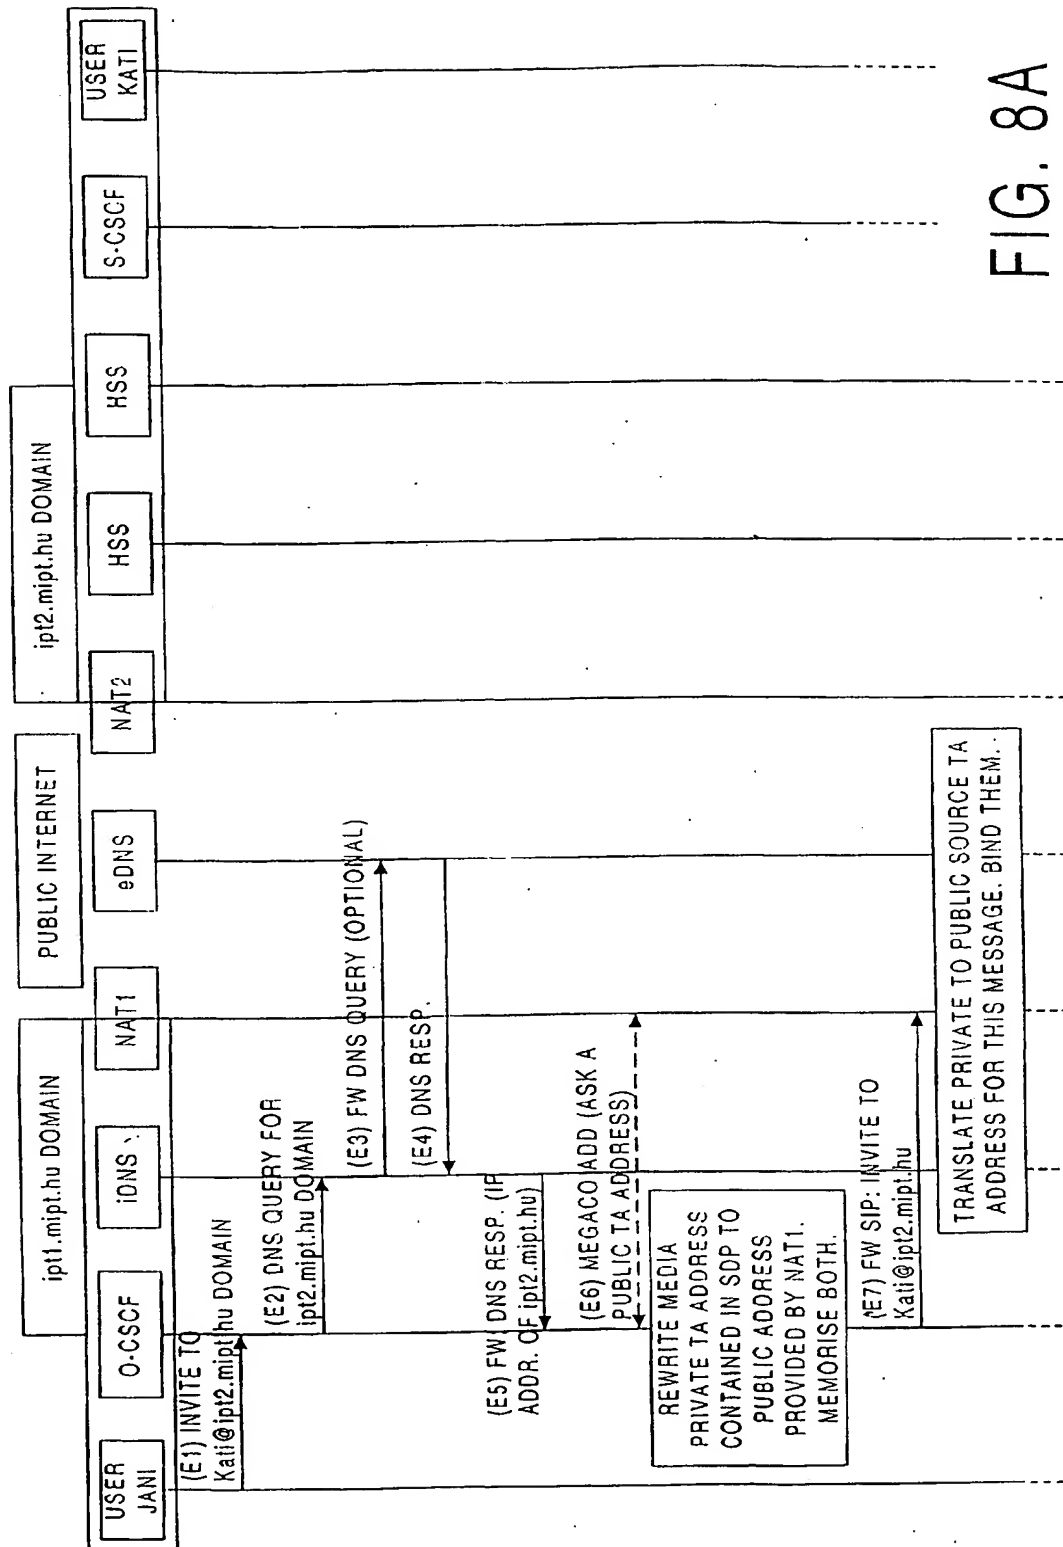 ipt1.mipt.hu DOMAIN
PUBLIC INTERNET
ipt2.mipt.hu DOMAIN
USER
JANI
O-CSCF
iDNS
NAT1
eDNS
NAT2
HSS
HSS
S-CSCF
USER
KATI
(E1) INVITE TO
Kati@ipt2.mipt.hu DOMAIN
(E2) DNS QUERY FOR
ipt2.mipt.hu DOMAIN
(E3) FW DNS QUERY (OPTIONAL)
(E4) DNS RESP.
(E5) FW DNS RESP. (IP
ADDR. OF ipt2.mipt.hu)
(E6) MEGACO ADD (ASK A
PUBLIC TA ADDRESS)
REWRITE MEDIA
PRIVATE TA ADDRESS
CONTAINED IN SDP TO
PUBLIC ADDRESS
PROVIDED BY NAT1.
MEMORISE BOTH.
(E7) FW SIP: INVITE TO
Kati@ipt2.mipt.hu
TRANSLATE PRIVATE TO PUBLIC SOURCE TA
ADDRESS FOR THIS MESSAGE. BIND THEM.
FIG. 8A